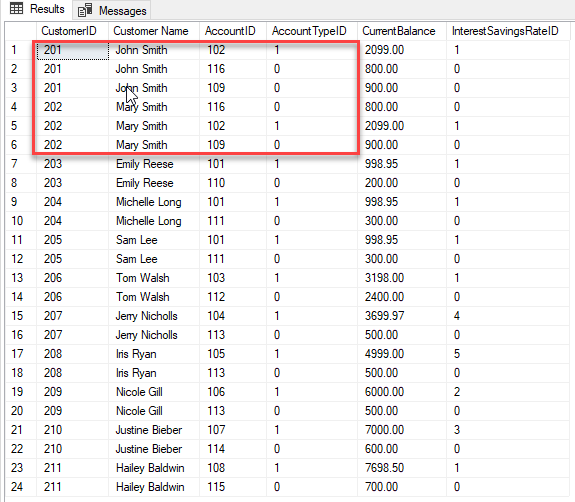 Results Messages
CustomerID Customer Name AccountID AccountTypeID CurrentBalance InterestSavingsRateID
1 201 John Smith 102 1 2099.00 1
2 201 John Smith 116 0 800.00 0
3 201 John Smith 109 0 900.00 0
4 202 Mary Smith 116 0 800.00 0
5 202 Mary Smith 102 1 2099.00 1
6 202 Mary Smith 109 0 900.00 0
7 203 Emily Reese 101 1 998.95 1
8 203 Emily Reese 110 0 200.00 0
9 204 Michelle Long 101 1 998.95 1
10 204 Michelle Long 111 0 300.00 0
11 205 Sam Lee 101 1 998.95 1
12 205 Sam Lee 111 0 300.00 0
13 206 Tom Walsh 103 1 3198.00 1
14 206 Tom Walsh 112 0 2400.00 0
15 207 Jerry Nicholls 104 1 3699.97 4
16 207 Jerry Nicholls 113 0 500.00 0
17 208 Iris Ryan 105 1 4999.00 5
18 208 Iris Ryan 113 0 500.00 0
19 209 Nicole Gill 106 1 6000.00 2
20 209 Nicole Gill 113 0 500.00 0
21 210 Justine Bieber 107 1 7000.00 3
22 210 Justine Bieber 114 0 600.00 0
23 211 Hailey Baldwin 108 1 7698.50 1
24 211 Hailey Baldwin 115 0 700.00 0